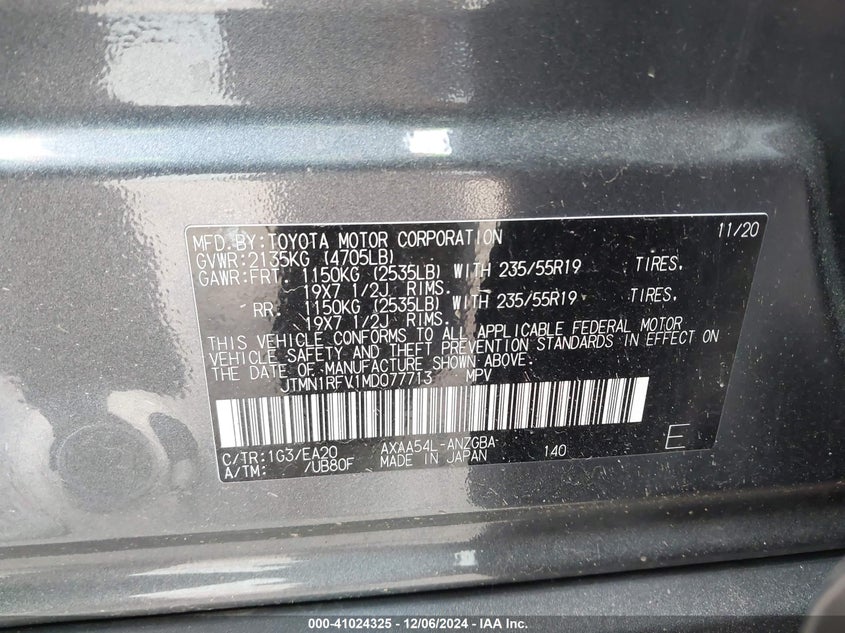 MFD.BY:TOYOTA MOTOR CORPORATION 11/20
GVWR:2135KG (4705LB)
GAWR:FRT. 1150KG (2535LB) WITH 235/55R19 TIRES,
19X7 1/2J RIMS.
RR. 1150KG (2535LB) WITH 235/55R19 TIRES,
19X7 1/2J RIMS.
THIS VEHICLE CONFORMS TO ALL APPLICABLE FEDERAL MOTOR
VEHICLE SAFETY AND THEFT PREVENTION STANDARDS IN EFFECT ON
THE DATE OF MANUFACTURE SHOWN ABOVE.
JTMN1RFV1MD077713 MPV
C/TR:1G3/EA20 AXAA54L-ANZGBA 140 E
A/TM: /UB80F MADE IN JAPAN
000-41024325 - 12/06/2024 - IAA Inc.